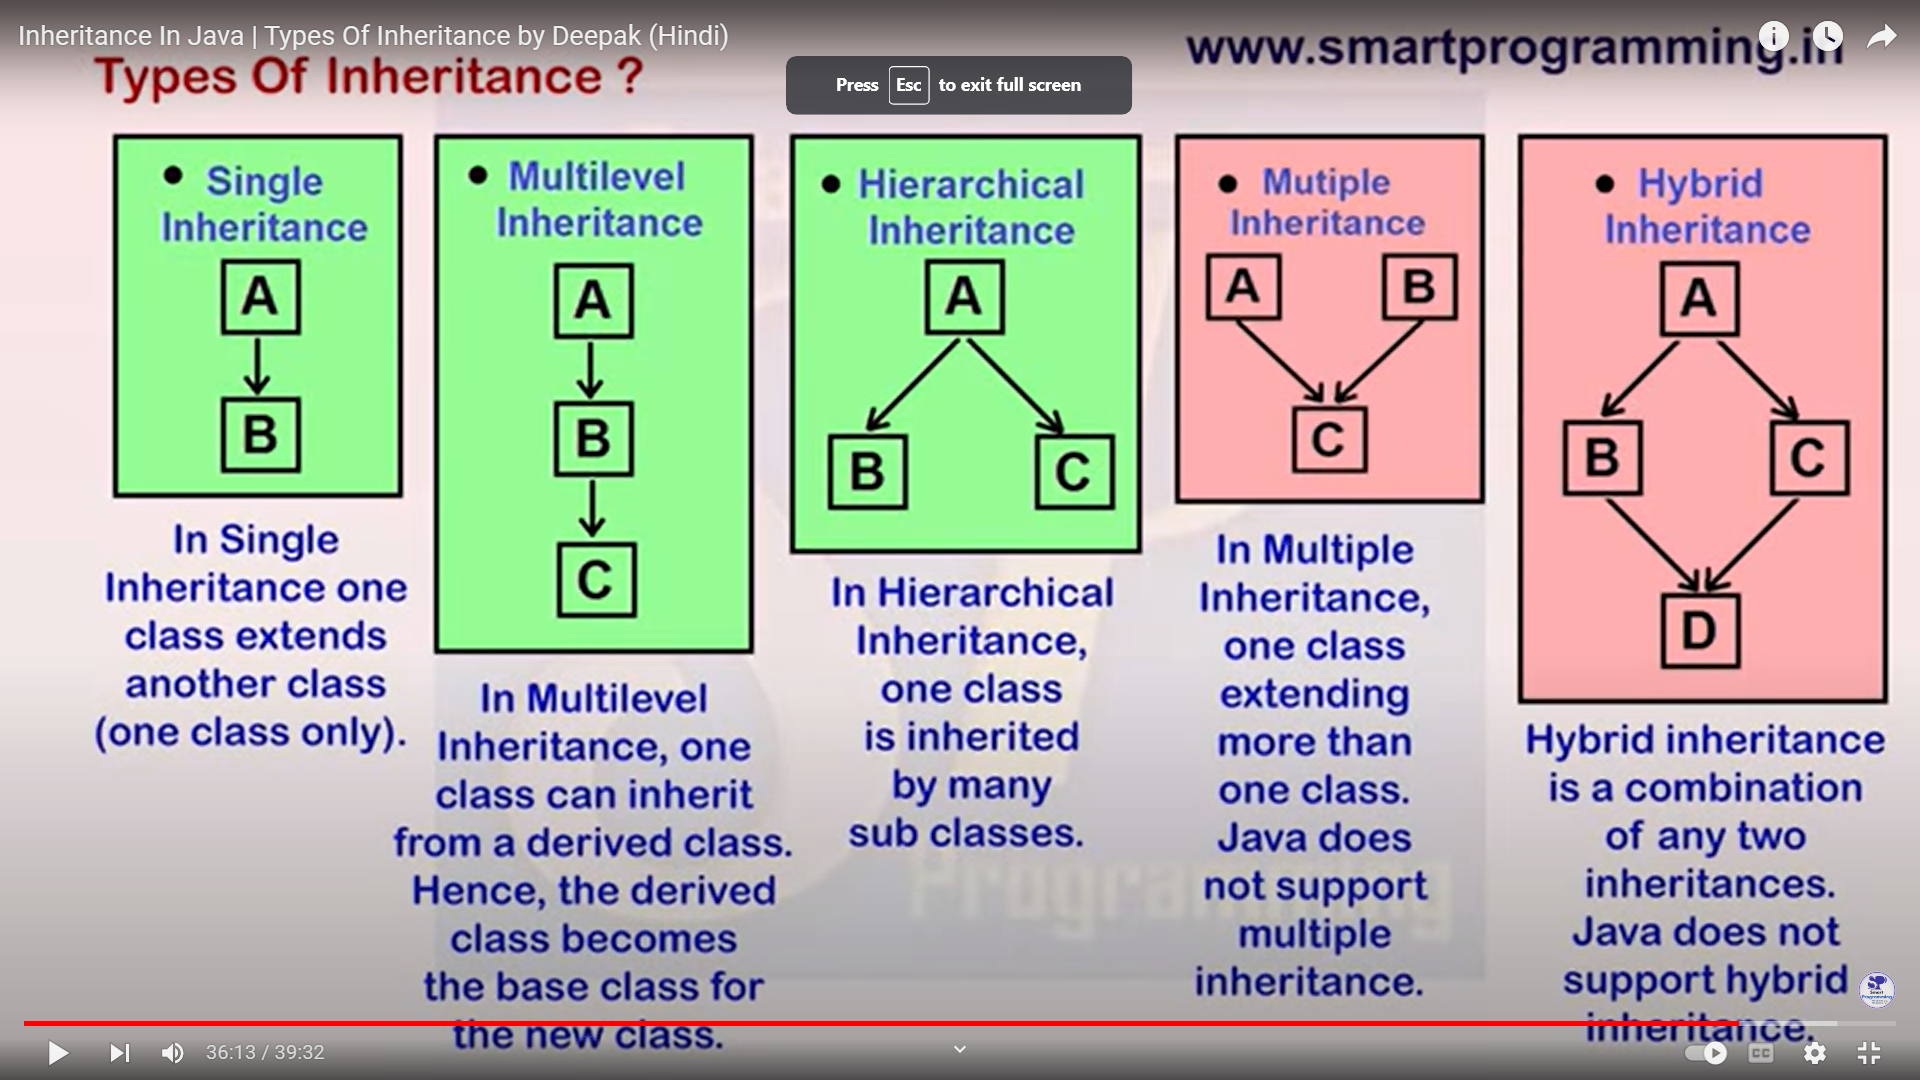 Inheritance In Java | Types Of Inheritance by Deepak (Hindi)
www.smartprogramming.in
Types Of Inheritance ?
Press Esc to exit full screen
• Single
Inheritance
A
B
In Single
Inheritance one
class extends
another class
(one class only).
• Multilevel
Inheritance
A
B
C
In Multilevel
Inheritance, one
class can inherit
from a derived class.
Hence, the derived
class becomes
the base class for
the new class.
• Hierarchical
Inheritance
A
B C
In Hierarchical
Inheritance,
one class
is inherited
by many
sub classes.
• Mutiple
Inheritance
A B
C
In Multiple
Inheritance,
one class
extending
more than
one class.
Java does
not support
multiple
inheritance.
• Hybrid
Inheritance
A
B C
D
Hybrid inheritance
is a combination
of any two
inheritances.
Java does not
support hybrid
inheritance.
Programming
SP
Smart
Programming
36:13 / 39:32
CC